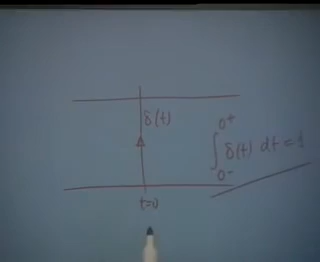 δ(t)
∫ 0- 0+ δ(t) dt = 1
t=0